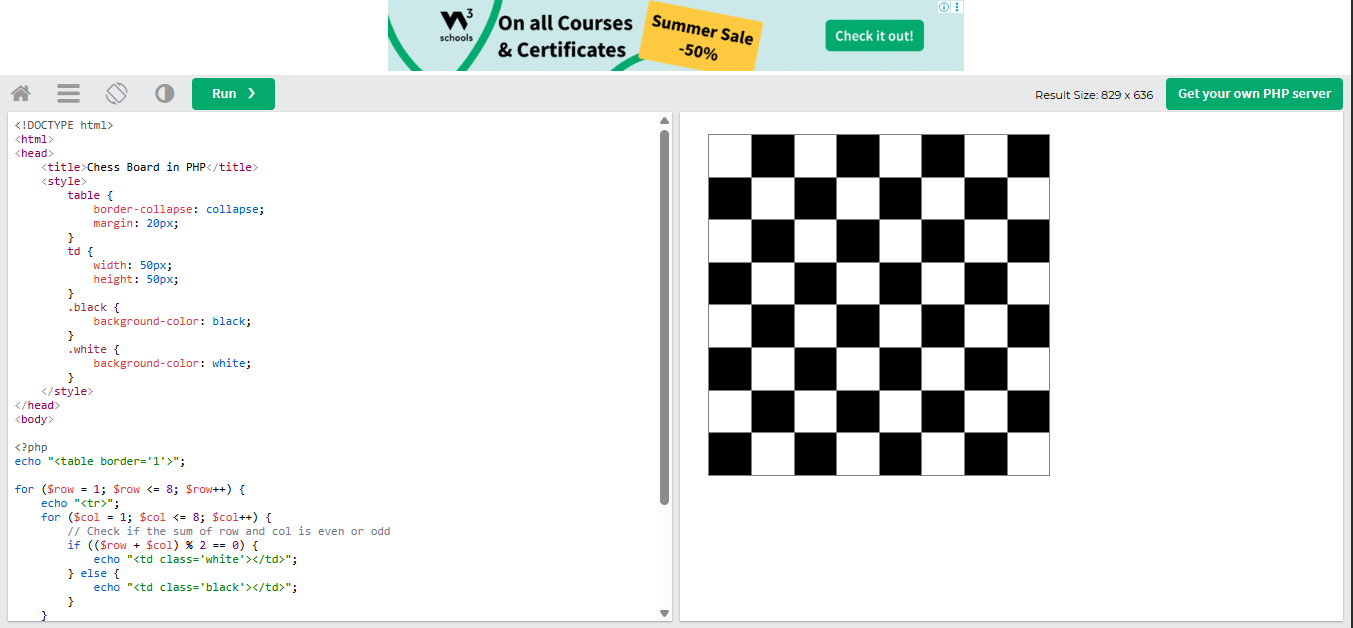 W3
schools
On all Courses
& Certificates
Summer Sale
-50%
Check it out!
Run ❯
Result Size: 829 x 636
Get your own PHP server
<!DOCTYPE html>
<html>
<head>
    <title>Chess Board in PHP</title>
    <style>
        table {
            border-collapse: collapse;
            margin: 20px;
        }
        td {
            width: 50px;
            height: 50px;
        }
        .black {
            background-color: black;
        }
        .white {
            background-color: white;
        }
    </style>
</head>
<body>

<?php
echo "<table border='1'>";

for ($row = 1; $row <= 8; $row++) {
    echo "<tr>";
    for ($col = 1; $col <= 8; $col++) {
        // Check if the sum of row and col is even or odd
        if (($row + $col) % 2 == 0) {
            echo "<td class='white'></td>";
        } else {
            echo "<td class='black'></td>";
        }
    }